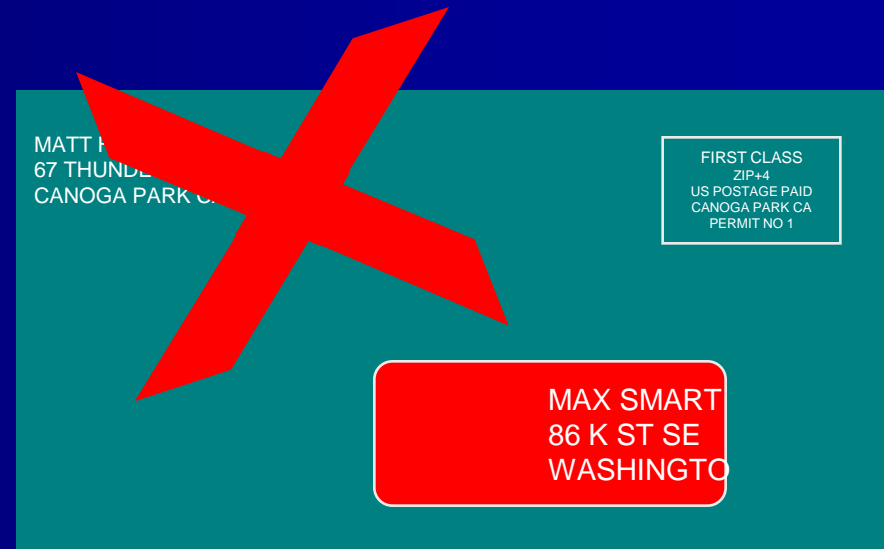 MATT
67
CANOGA PARK
FIRST CLASS
ZIP+4
US POSTAGE PAID
CANOGA PARK CA
PERMIT NO 1
MAX SMART
86 K ST SE
WASHINGTO